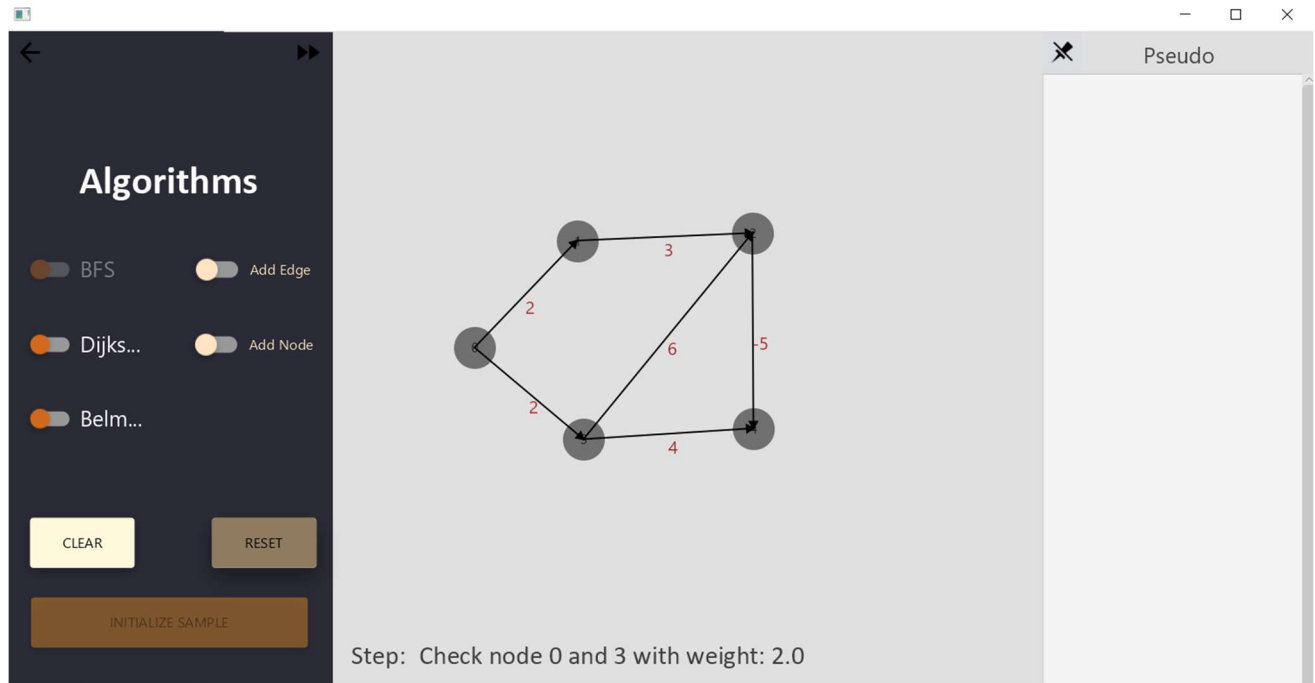 Pseudo
Algorithms
BFS
Add Edge
Dijks...
Add Node
Belm...
CLEAR
RESET
INITIALIZE SAMPLE
3
2
6
-5
2
4
Step: Check node 0 and 3 with weight: 2.0